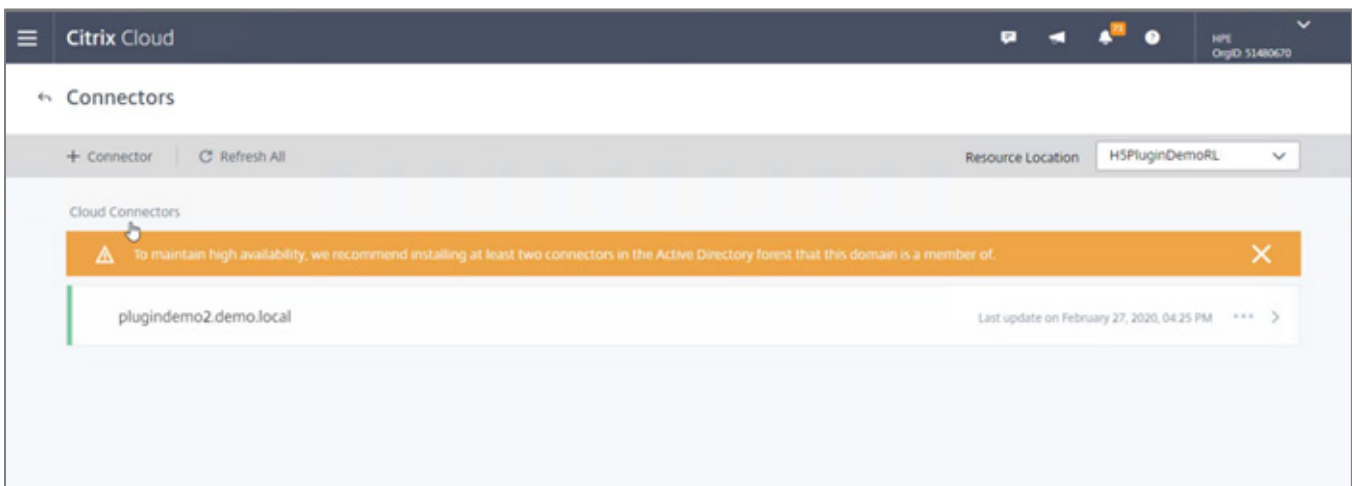 Citrix Cloud
HPE
OrgID: 51480670
Connectors
+ Connector
Refresh All
Resource Location
HSPluginDemoRL
Cloud Connectors
To maintain high availability, we recommend installing at least two connectors in the Active Directory forest that this domain is a member of.
plugindemo2.demo.local
Last update on February 27, 2020, 04:25 PM